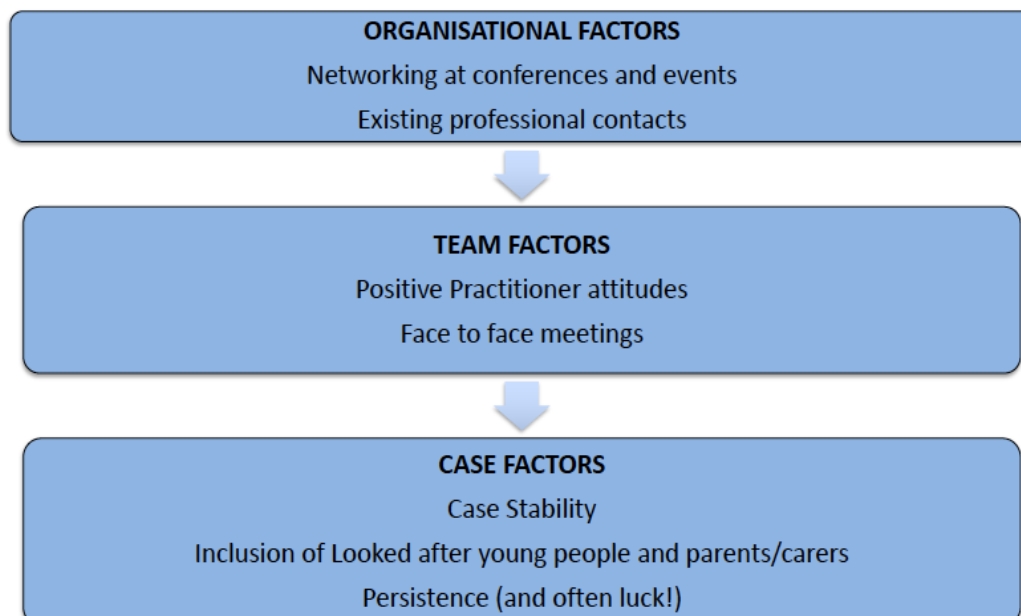 ORGANISATIONAL FACTORS
Networking at conferences and events
Existing professional contacts
TEAM FACTORS
Positive Practitioner attitudes
Face to face meetings
CASE FACTORS
Case Stability
Inclusion of Looked after young people and parents/carers
Persistence (and often luck!)